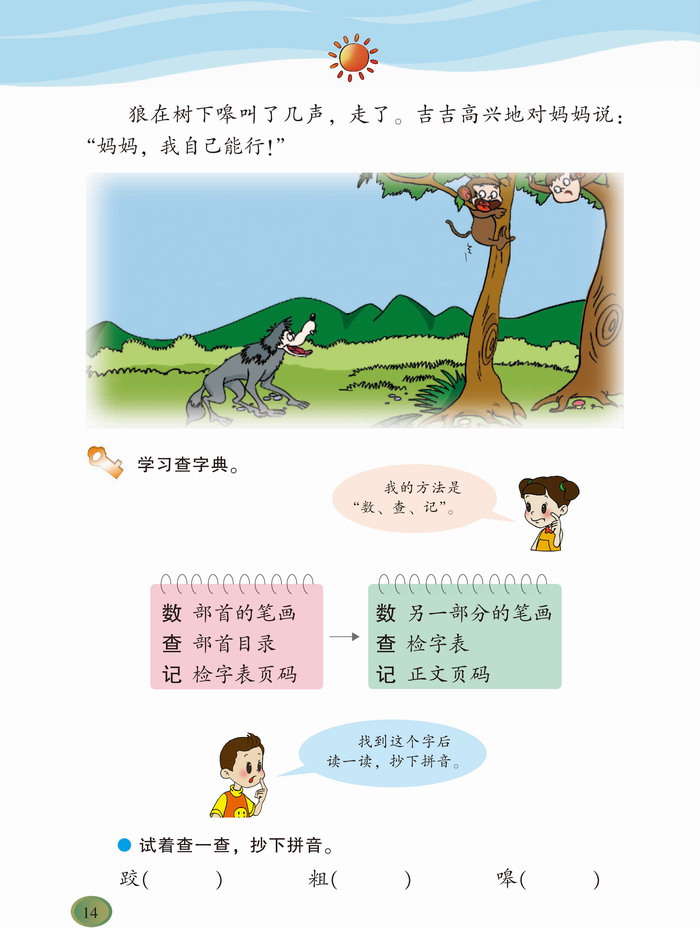 狼在树下嗥叫了几声，走了。吉吉高兴地对妈妈说：
“妈妈，我自己能行！”
学习查字典。
我的方法是
“数、查、记”。
数 部首的笔画
查 部首目录
记 检字表页码
数 另一部分的笔画
查 检字表
记 正文页码
找到这个字后
读一读，抄下拼音。
试着查一查，抄下拼音。
跤(  ) 粗(  ) 嗥(  )
14